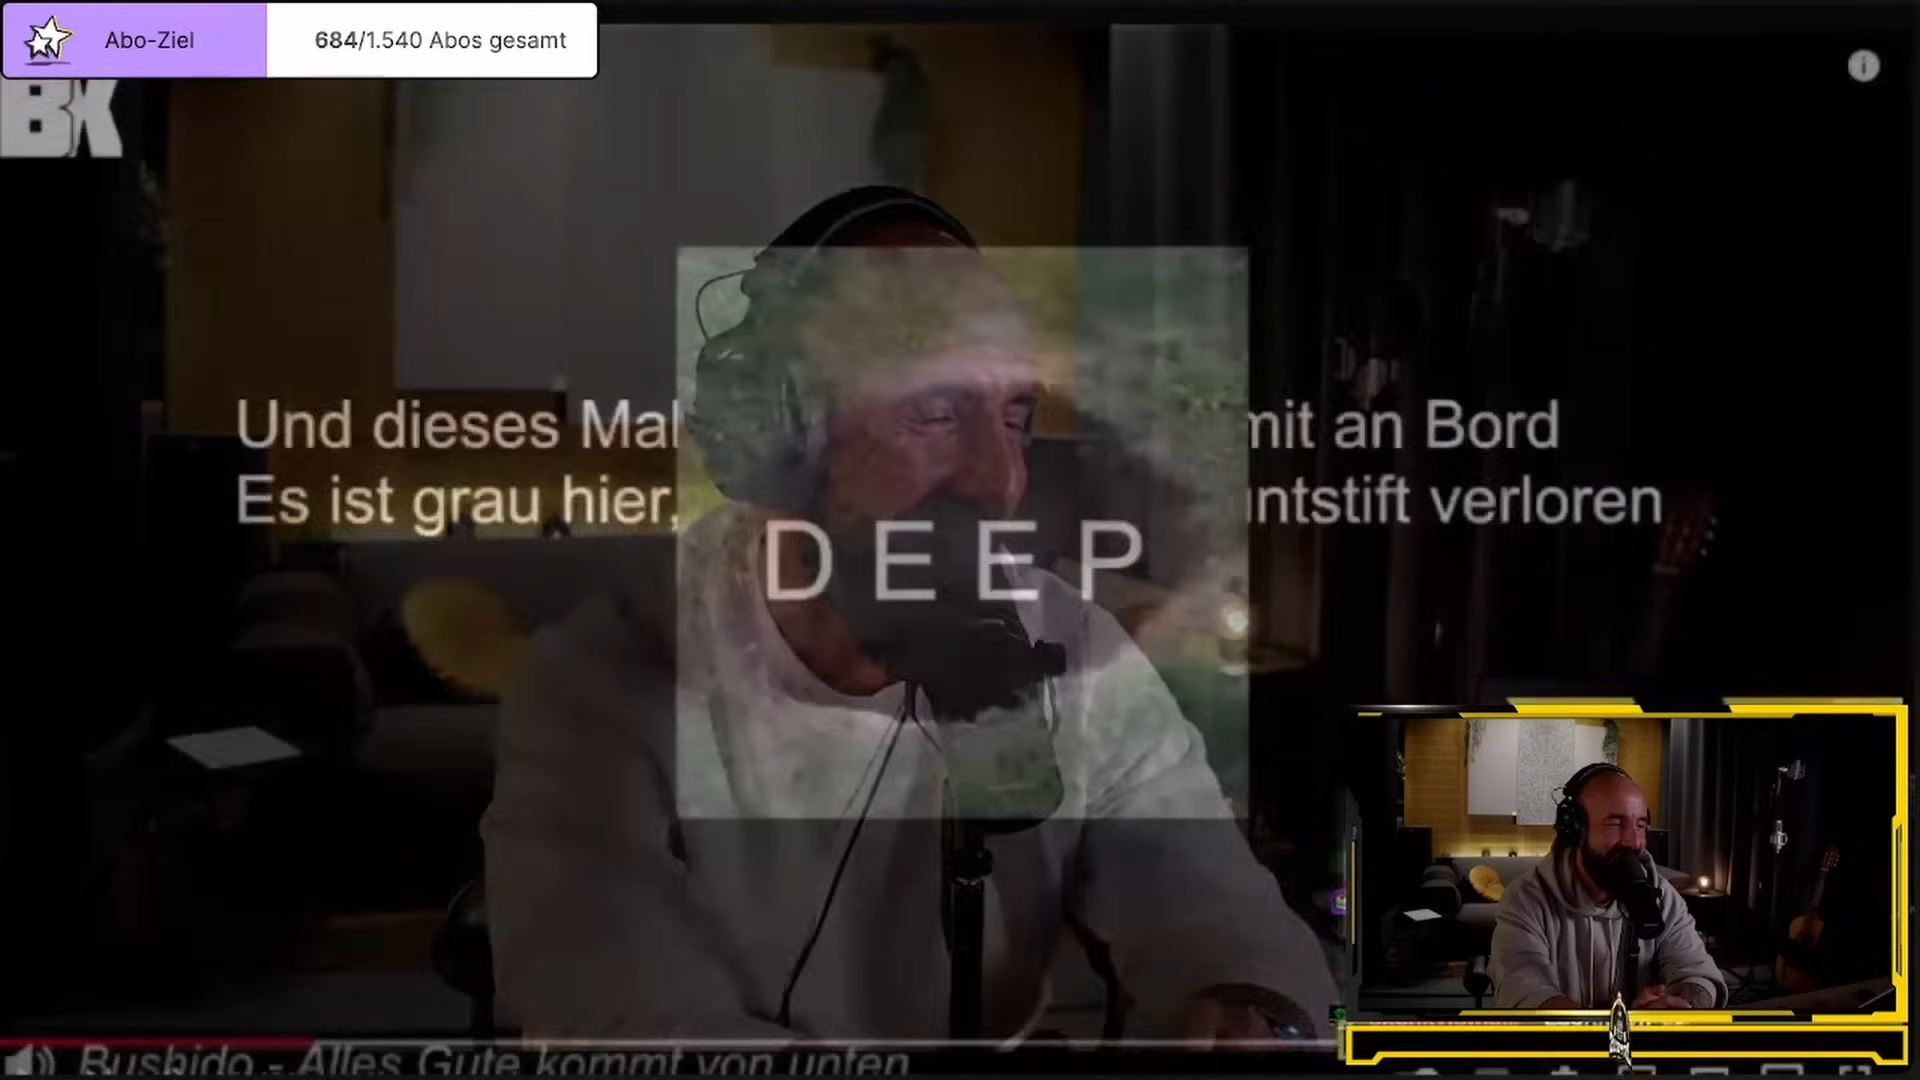 Abo-Ziel
684/1.540 Abos gesamt
BK
Und dieses Mal mit an Bord
Es ist grau hier, untstift verloren
DEEP
Bushido - Alles Gute kommt von unten